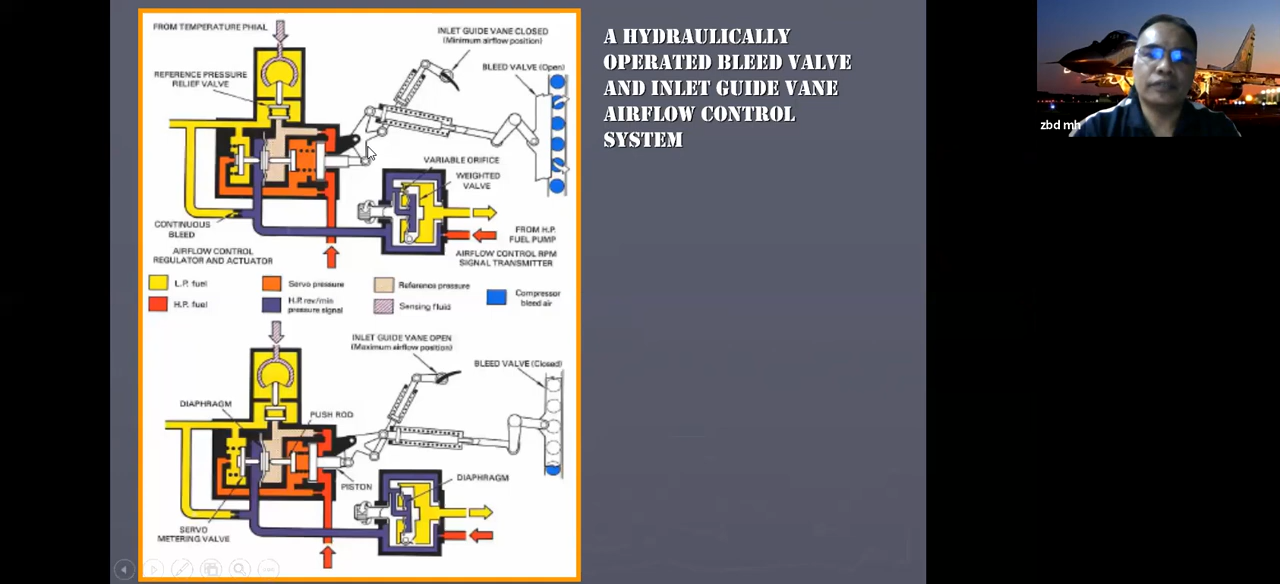 FROM TEMPERATURE PHIAL
REFERENCE PRESSURE
RELIEF VALVE
INLET GUIDE VANE CLOSED
(Minimum airflow position)
BLEED VALVE (Open)
VARIABLE ORIFICE
WEIGHTED
VALVE
CONTINUOUS
BLEED
AIRFLOW CONTROL
REGULATOR AND ACTUATOR
FROM H.P.
FUEL PUMP
AIRFLOW CONTROL RPM
SIGNAL TRANSMITTER
L.P. fuel
Servo pressure
Reference pressure
Compressor
bleed air
H.P. fuel
H.P. rev/min
pressure signal
Sensing fluid
INLET GUIDE VANE OPEN
(Maximum airflow position)
BLEED VALVE (Closed)
DIAPHRAGM
PUSH ROD
PISTON
DIAPHRAGM
SERVO
METERING VALVE
A HYDRAULICALLY
OPERATED BLEED VALVE
AND INLET GUIDE VANE
AIRFLOW CONTROL
SYSTEM
zbd mh